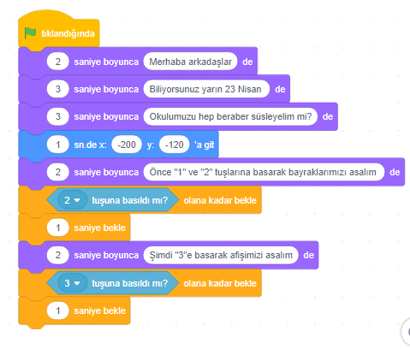 tıklandığında
2 saniye boyunca Merhaba arkadaşlar de
3 saniye boyunca Biliyorsunuz yarın 23 Nisan de
3 saniye boyunca Okulumuzu hep beraber süsleyelim mi? de
1 sn.de x: -200 y: -120 'a git
2 saniye boyunca Önce "1" ve "2" tuşlarına basarak bayraklarımızı asalım de
2 tuşuna basıldı mı? olana kadar bekle
1 saniye bekle
2 saniye boyunca Şimdi "3"e basarak afişimizi asalım de
3 tuşuna basıldı mı? olana kadar bekle
1 saniye bekle